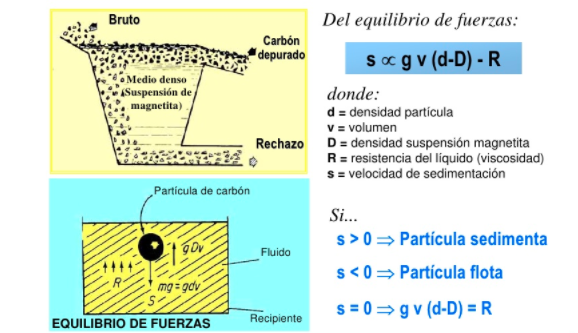 Bruto
Carbón
depurado
Medio denso
(Suspensión de
magnetita)
Rechazo
Partícula de carbón
gDv
Fluido
R
mg = gdv
S
EQUILIBRIO DE FUERZAS
Recipiente
Del equilibrio de fuerzas:
s ∝ g v (d-D) - R
donde:
d = densidad partícula
v = volumen
D = densidad suspensión magnetita
R = resistencia del líquido (viscosidad)
s = velocidad de sedimentación
Si...
s > 0 ⇒ Partícula sedimenta
s < 0 ⇒ Partícula flota
s = 0 ⇒ g v (d-D) = R